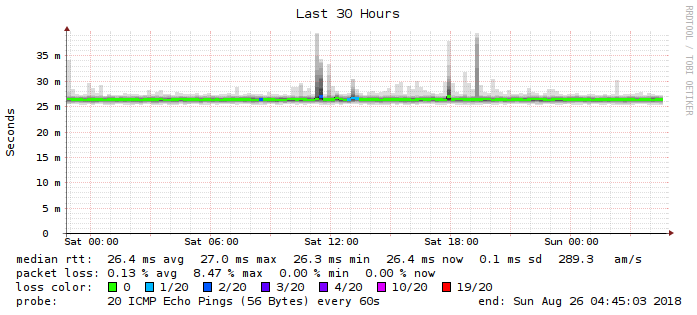 Last 30 Hours
RRDTOOL / TOBI OETIKER
Seconds
35 m
30 m
25 m
20 m
15 m
10 m
5 m
0
Sat 00:00 Sat 06:00 Sat 12:00 Sat 18:00 Sun 00:00
median rtt: 26.4 ms avg 27.0 ms max 26.3 ms min 26.4 ms now 0.1 ms sd 289.3 am/s
packet loss: 0.13 % avg 8.47 % max 0.00 % min 0.00 % now
loss color: 0 1/20 2/20 3/20 4/20 10/20 19/20
probe: 20 ICMP Echo Pings (56 Bytes) every 60s end: Sun Aug 26 04:45:03 2018